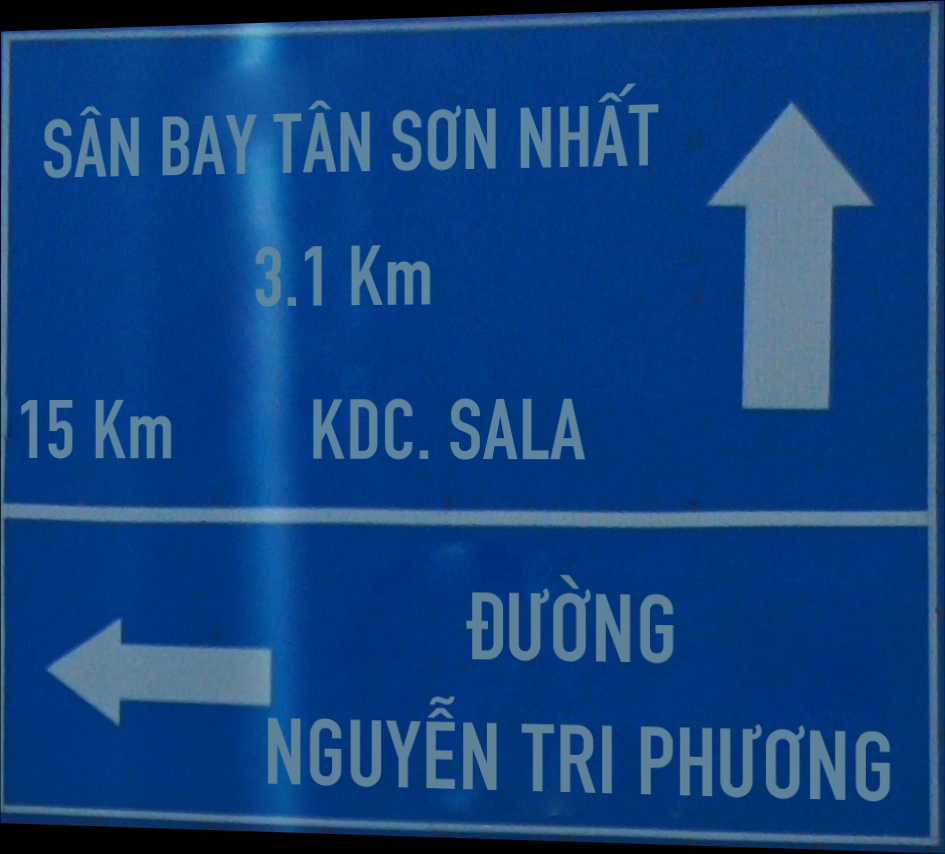 SÂN BAY TÂN SƠN NHẤT
3.1 Km
15 Km KDC. SALA
ĐƯỜNG
NGUYỄN TRI PHƯƠNG